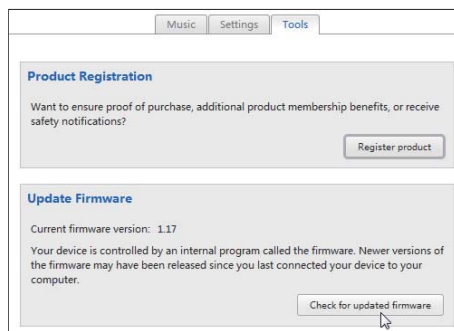 Music Settings Tools
Product Registration
Want to ensure proof of purchase, additional product membership benefits, or receive
safety notifications?
Register product
Update Firmware
Current firmware version: 1.17
Your device is controlled by an internal program called the firmware. Newer versions of
the firmware may have been released since you last connected your device to your
computer.
Check for updated firmware